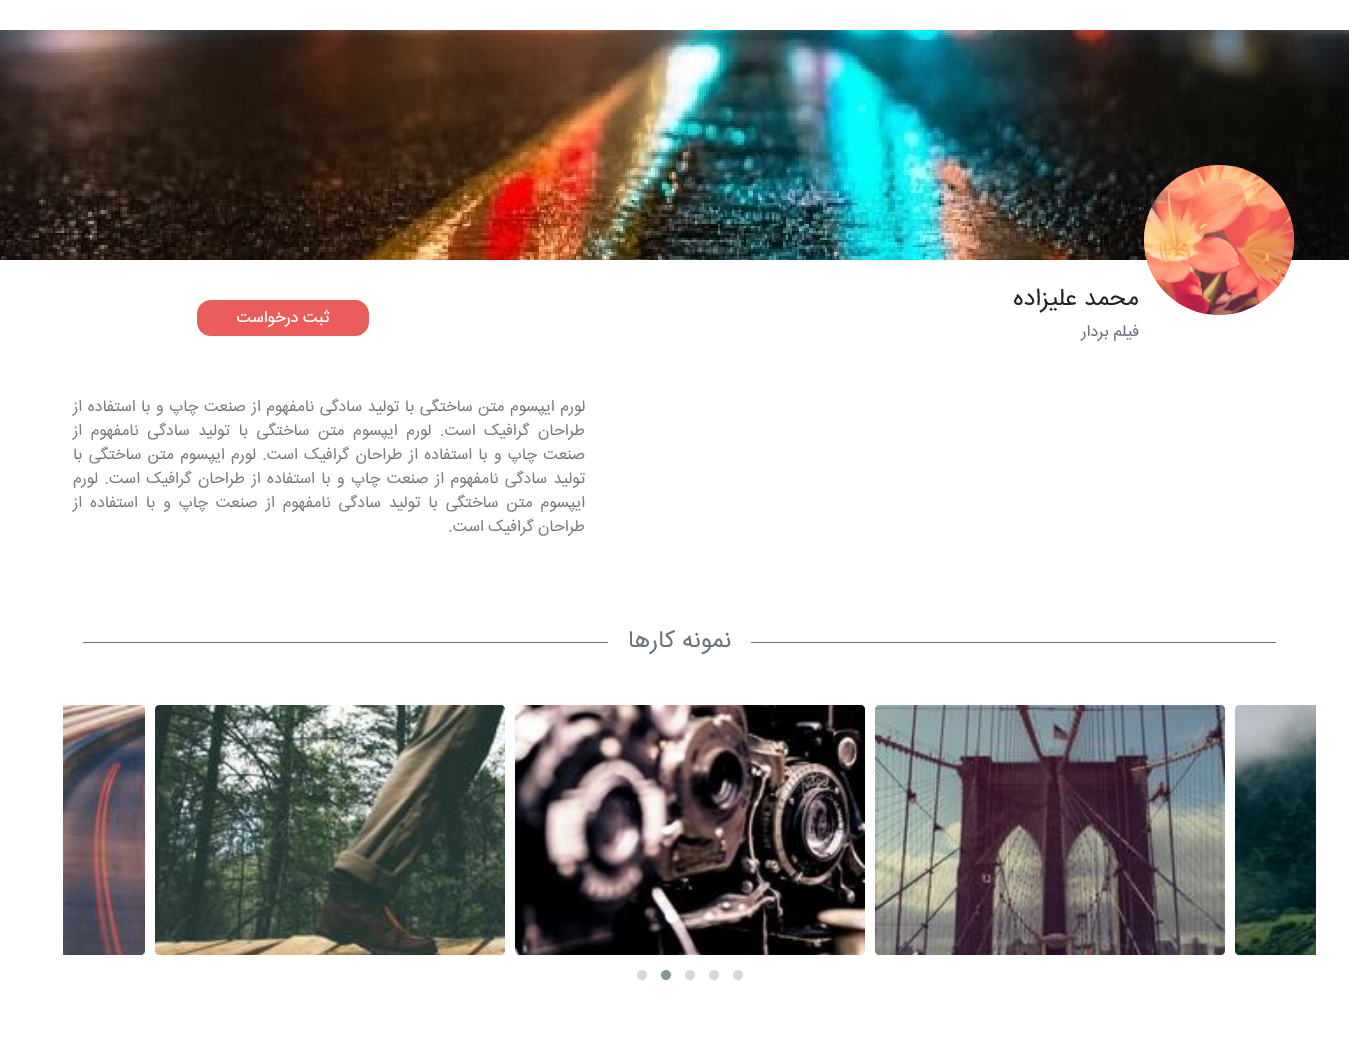 محمد علیزاده
فیلم بردار
ثبت درخواست
لورم ایپسوم متن ساختگی با تولید سادگی نامفهوم از صنعت چاپ و با استفاده از
طراحان گرافیک است. لورم ایپسوم متن ساختگی با تولید سادگی نامفهوم از
صنعت چاپ و با استفاده از طراحان گرافیک است. لورم ایپسوم متن ساختگی با
تولید سادگی نامفهوم از صنعت چاپ و با استفاده از طراحان گرافیک است. لورم
ایپسوم متن ساختگی با تولید سادگی نامفهوم از صنعت چاپ و با استفاده از
طراحان گرافیک است.
نمونه کارها